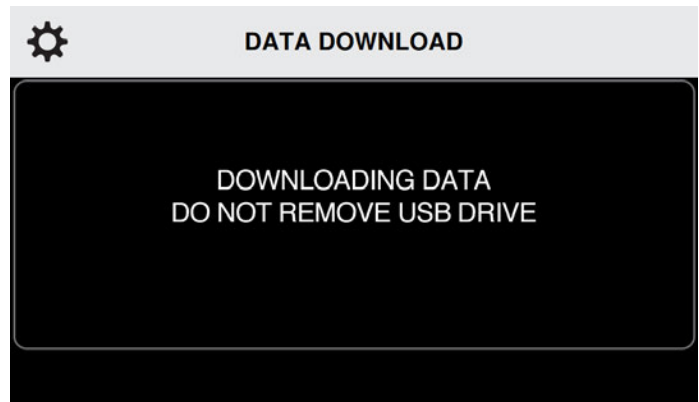 DATA DOWNLOAD
DOWNLOADING DATA
DO NOT REMOVE USB DRIVE